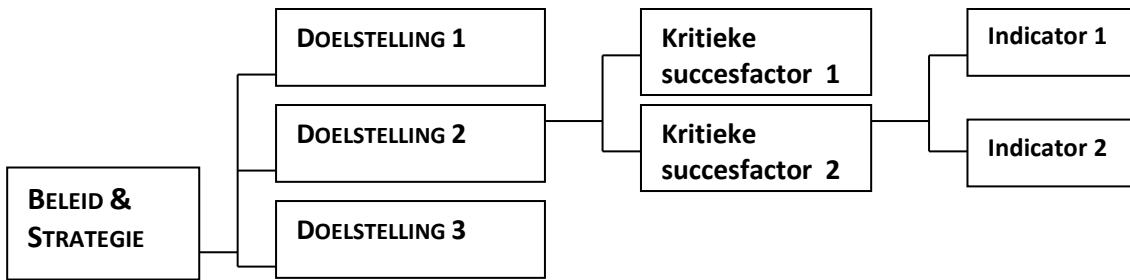 DOELSTELLING 1
DOELSTELLING 2
DOELSTELLING 3
BELEID &
STRATEGIE
Kritieke
succesfactor 1
Kritieke
succesfactor 2
Indicator 1
Indicator 2